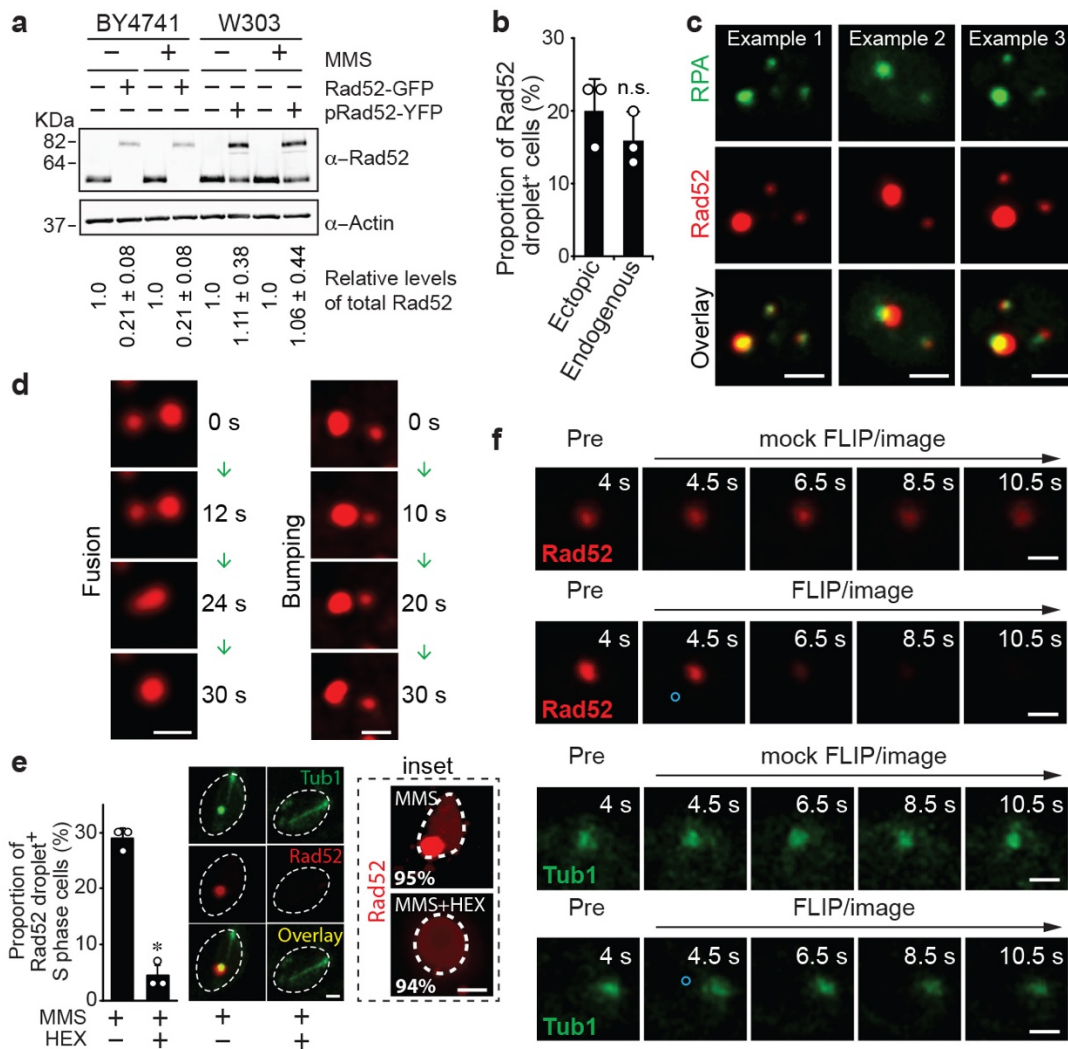 a
BY4741 W303
− + − + MMS
− + − + − + − + Rad52-GFP
pRad52-YFP
KDa
82
64
α–Rad52
37
α–Actin
1.0
0.21 ± 0.08
1.0
0.21 ± 0.08
1.0
1.11 ± 0.38
1.0
1.06 ± 0.44
Relative levels
of total Rad52
b
Proportion of Rad52
droplet+ cells (%)
30
20
10
0
n.s.
Ectopic
Endogenous
c
Example 1 Example 2 Example 3
RPA
Rad52
Overlay
d
Fusion
0 s
↓
12 s
↓
24 s
↓
30 s
Bumping
0 s
↓
10 s
↓
20 s
↓
30 s
e
Proportion of
Rad52 droplet+
S phase cells (%)
30
20
10
0
*
MMS + +
HEX − +
Tub1
Rad52
Overlay
+ +
− +
inset
Rad52
MMS
95%
MMS+HEX
94%
f
Pre mock FLIP/image
4 s 4.5 s 6.5 s 8.5 s 10.5 s
Rad52
Pre FLIP/image
4 s 4.5 s 6.5 s 8.5 s 10.5 s
Rad52
Pre mock FLIP/image
4 s 4.5 s 6.5 s 8.5 s 10.5 s
Tub1
Pre FLIP/image
4 s 4.5 s 6.5 s 8.5 s 10.5 s
Tub1